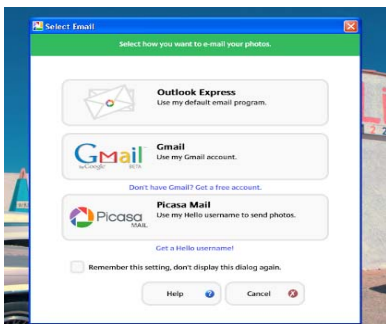 Select Email
Select how you want to e-mail your photos.
Outlook Express
Use my default email program.
GMail
by Google BETA
Gmail
Use my Gmail account.
Don't have Gmail? Get a free account.
Picasa
MAIL
Picasa Mail
Use my Hello username to send photos.
Get a Hello username!
Remember this setting, don't display this dialog again.
Help
Cancel